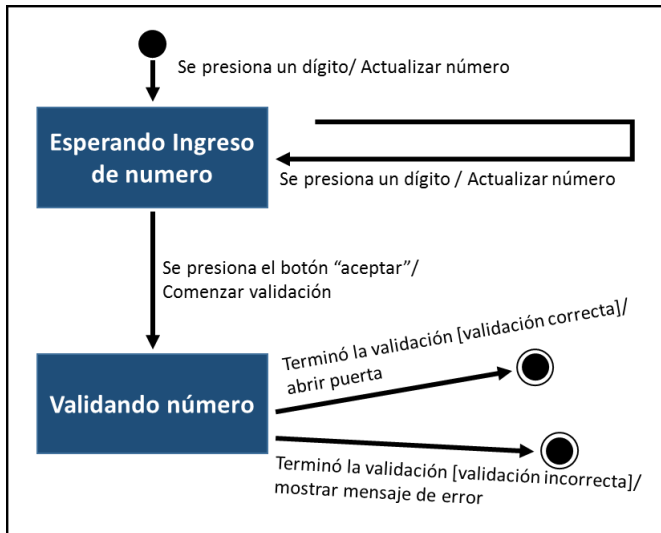 Se presiona un dígito/ Actualizar número
Esperando Ingreso
de numero
Se presiona un dígito / Actualizar número
Se presiona el botón “aceptar”/
Comenzar validación
Terminó la validación [validación correcta]/
abrir puerta
Validando número
Terminó la validación [validación incorrecta]/
mostrar mensaje de error